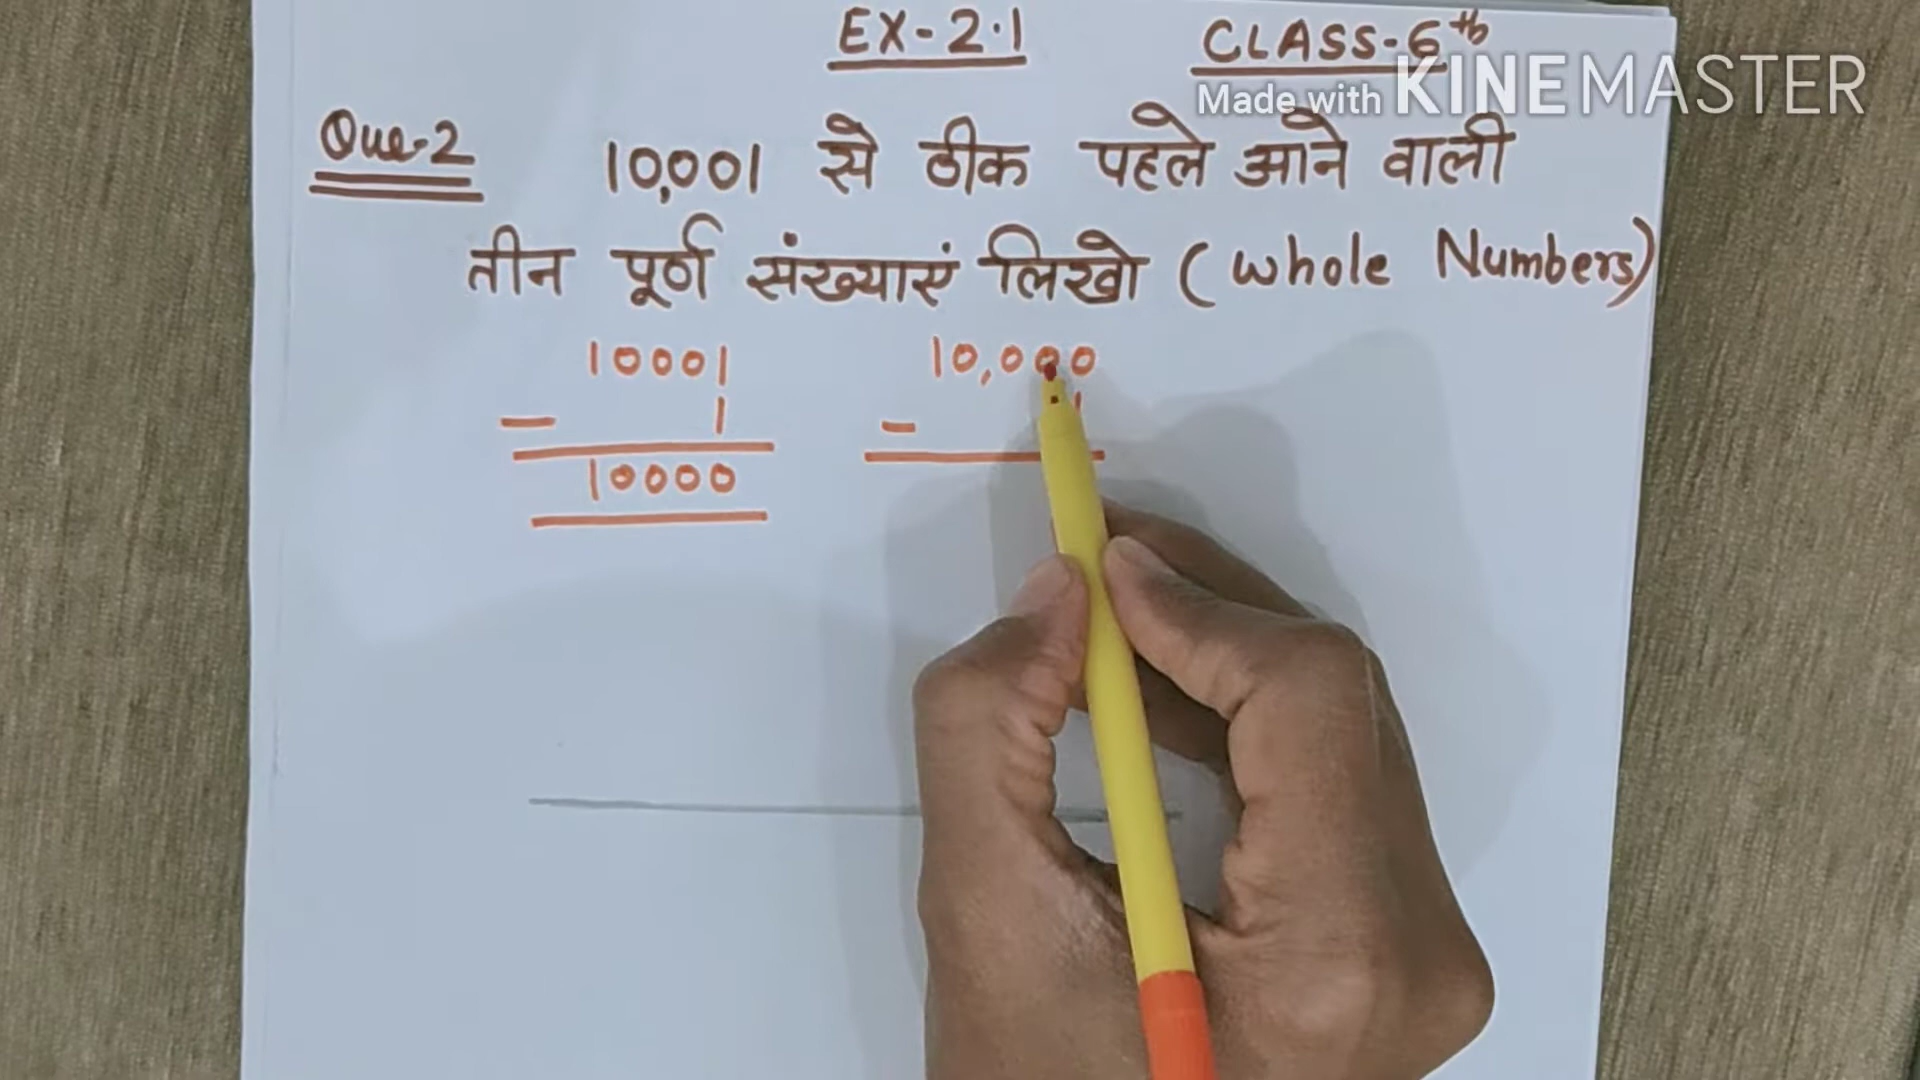 EX-2.1 CLASS-6th
Made with KINEMASTER
Que-2 10,001 से ठीक पहले आने वाली
तीन पूर्ण संख्याएं लिखो (Whole Numbers)
10001 10,000
- 1 - 1
10000